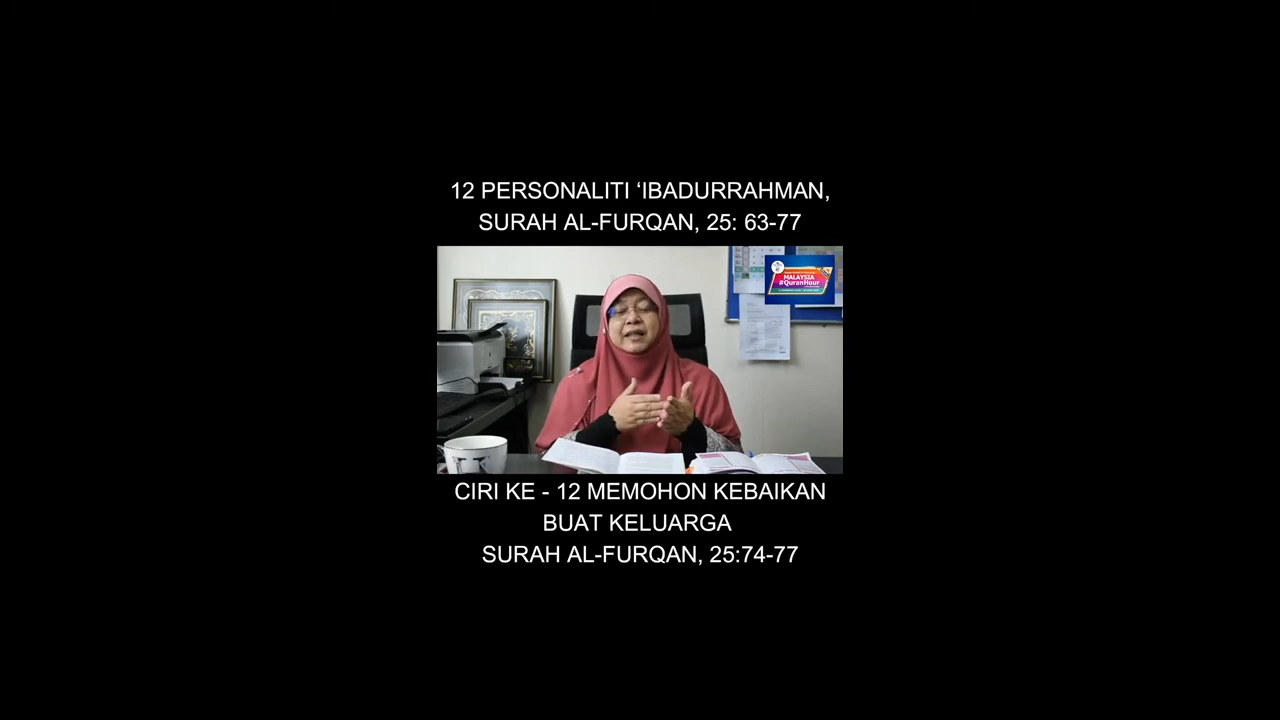 12 PERSONALITI ‘IBADURRAHMAN,
SURAH AL-FURQAN, 25: 63-77
MALAYSIA
#QuranHour
CIRI KE - 12 MEMOHON KEBAIKAN
BUAT KELUARGA
SURAH AL-FURQAN, 25:74-77